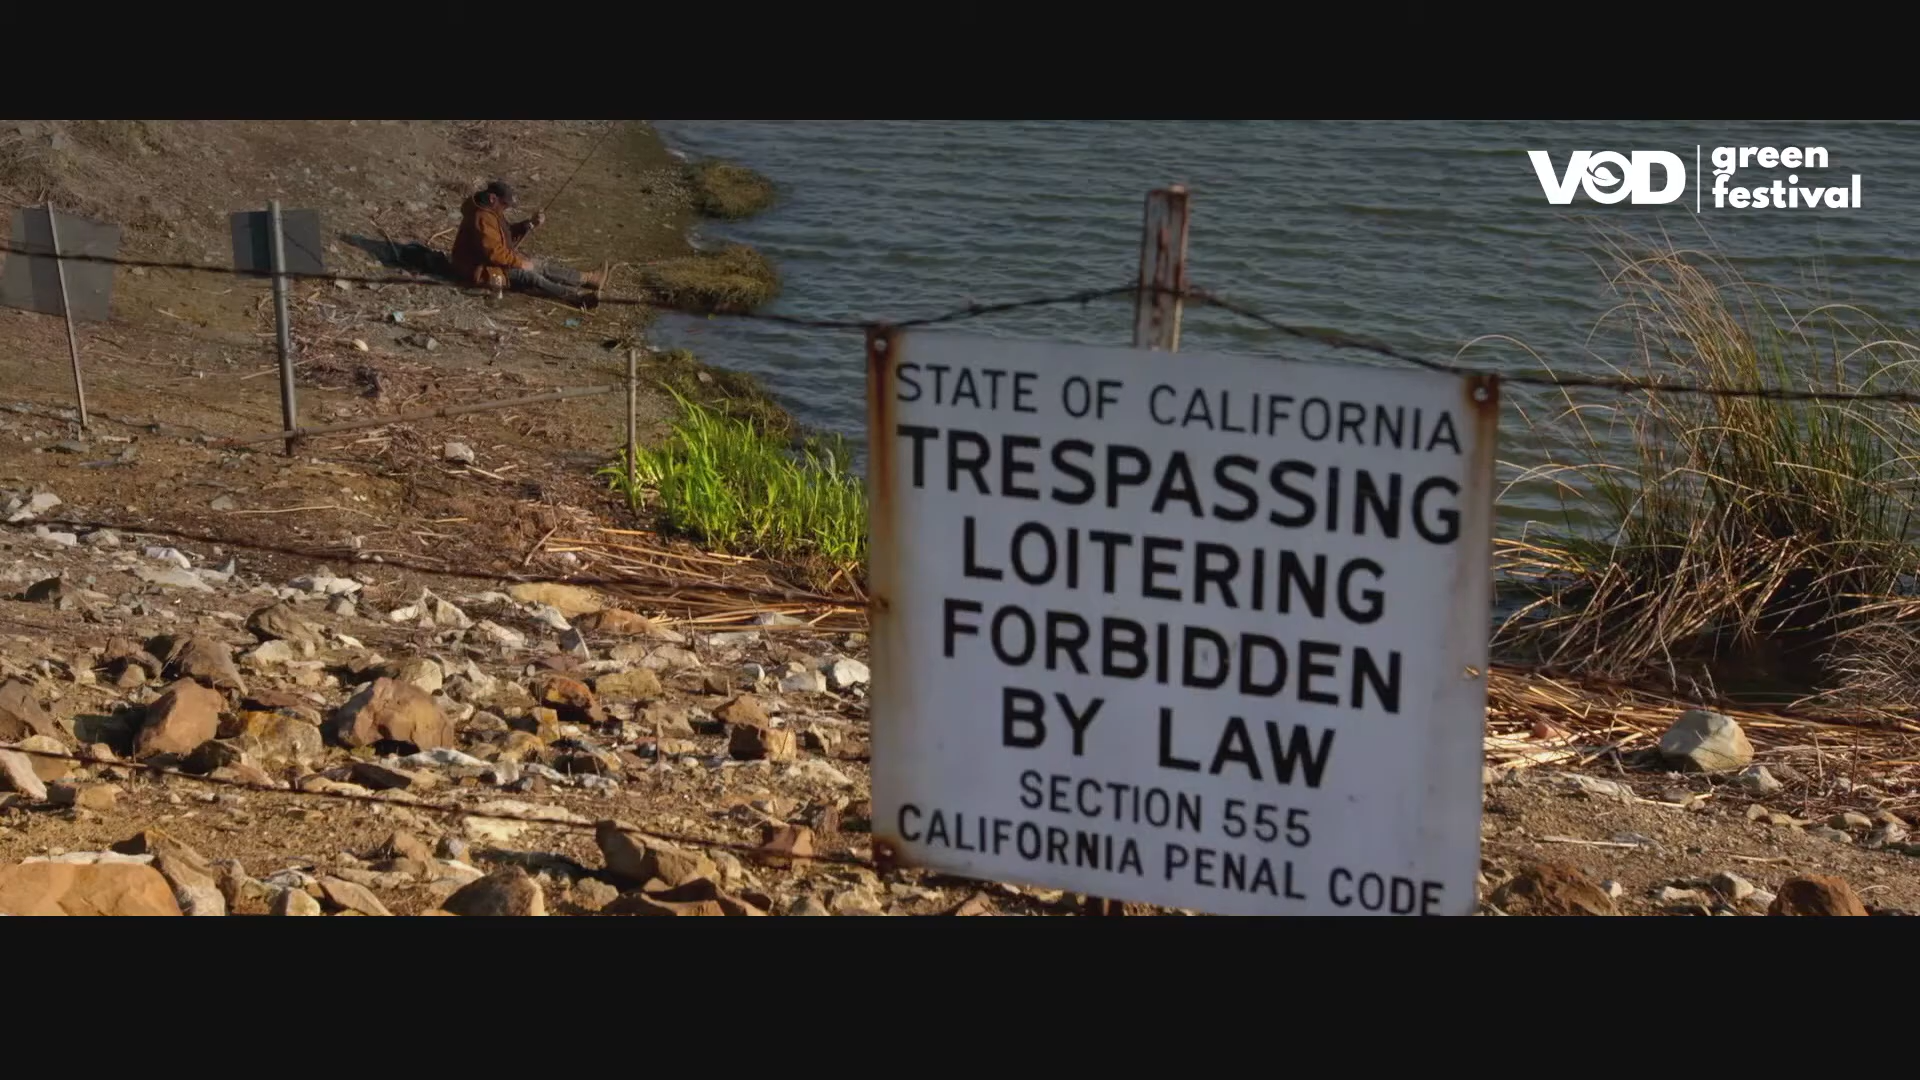 VOD
green
festival
STATE OF CALIFORNIA
TRESPASSING
LOITERING
FORBIDDEN
BY LAW
SECTION 555
CALIFORNIA PENAL CODE